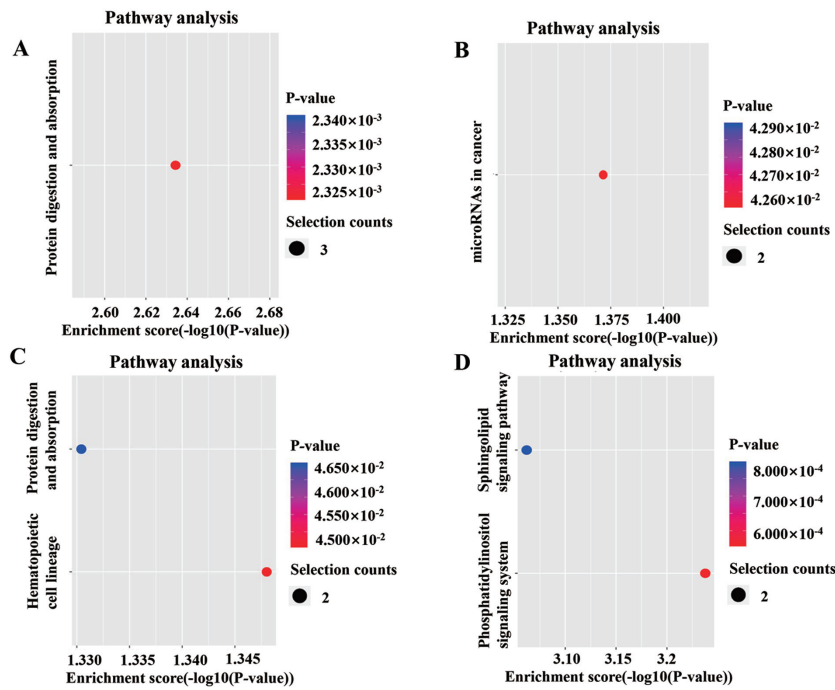 A
Pathway analysis
Protein digestion and absorption
P-value
2.340×10-3
2.335×10-3
2.330×10-3
2.325×10-3
Selection counts
3
2.60 2.62 2.64 2.66 2.68
Enrichment score(-log10(P-value))
B
Pathway analysis
microRNAs in cancer
P-value
4.290×10-2
4.280×10-2
4.270×10-2
4.260×10-2
Selection counts
2
1.325 1.350 1.375 1.400
Enrichment score(-log10(P-value))
C
Pathway analysis
Protein digestion
and absorption
Hematopoietic
cell lineage
P-value
4.650×10-2
4.600×10-2
4.550×10-2
4.500×10-2
Selection counts
2
1.330 1.335 1.340 1.345
Enrichment score(-log10(P-value))
D
Pathway analysis
Sphingolipid
signaling pathway
Phosphatidylinositol
signaling system
P-value
8.000×10-4
7.000×10-4
6.000×10-4
Selection counts
2
3.10 3.15 3.2
Enrichment score(-log10(P-value))